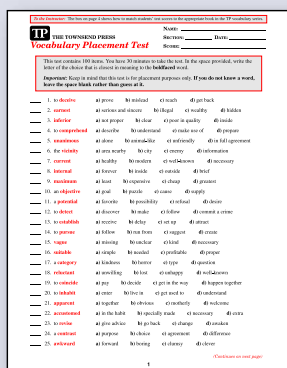 To the Instructor: The box on page 4 shows how to match students' test scores to the appropriate book in the TP vocabulary series.
TP THE TOWNSEND PRESS
Vocabulary Placement Test
NAME:
SECTION: DATE:
SCORE:
This test contains 100 items. You have 30 minutes to take the test. In the space provided, write the
letter of the choice that is closest in meaning to the boldfaced word.
Important: Keep in mind that this test is for placement purposes only. If you do not know a word,
leave the space blank rather than guess at it.
1. to deceive a) prove b) mislead c) reach d) get back
2. earnest a) serious and sincere b) illegal c) wealthy d) hidden
3. inferior a) not proper b) clear c) poor in quality d) inside
4. to comprehend a) describe b) understand c) make use of d) prepare
5. unanimous a) alone b) animal-like c) unfriendly d) in full agreement
6. the vicinity a) area nearby b) city c) enemy d) information
7. current a) healthy b) modern c) well-known d) necessary
8. internal a) forever b) inside c) outside d) brief
9. maximum a) least b) expensive c) cheap d) greatest
10. an objective a) goal b) puzzle c) cause d) supply
11. a potential a) favorite b) possibility c) refusal d) desire
12. to detect a) discover b) make c) follow d) commit a crime
13. to establish a) receive b) delay c) set up d) attract
14. to pursue a) follow b) run from c) suggest d) create
15. vague a) missing b) unclear c) kind d) necessary
16. suitable a) simple b) needed c) profitable d) proper
17. a category a) kindness b) horror c) type d) question
18. reluctant a) unwilling b) lost c) unhappy d) well-known
19. to coincide a) pay b) decide c) get in the way d) happen together
20. to inhabit a) enter b) live in c) get used to d) understand
21. apparent a) together b) obvious c) motherly d) welcome
22. accustomed a) in the habit b) specially made c) necessary d) extra
23. to revise a) give advice b) go back c) change d) awaken
24. a contrast a) purpose b) choice c) agreement d) difference
25. awkward a) forward b) boring c) clumsy d) clever
(Continues on next page)
1